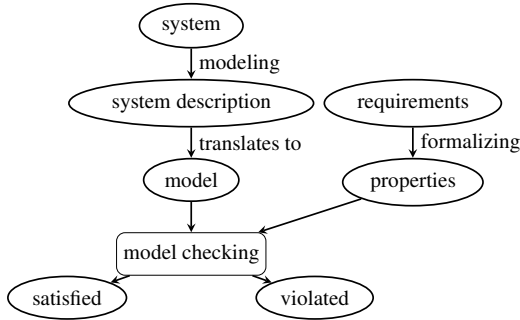 system
modeling
system description
requirements
translates to
formalizing
model
properties
model checking
satisfied
violated